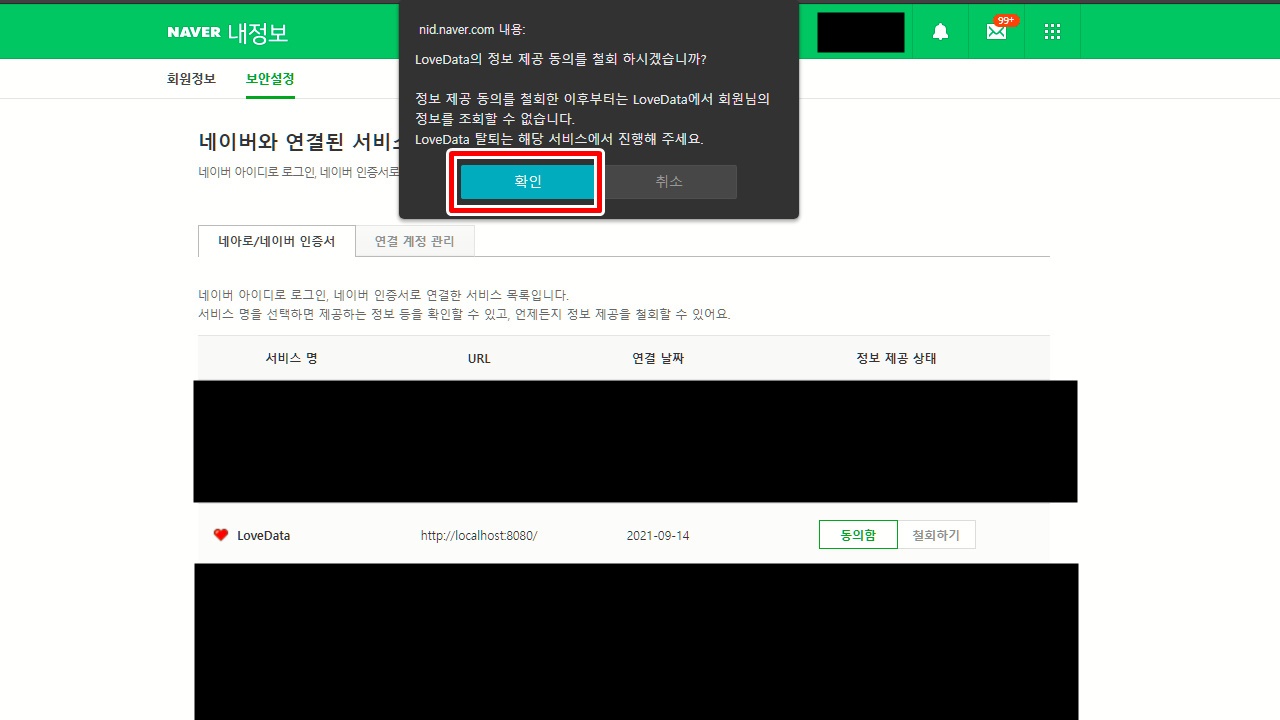 NAVER 내정보
99+
nid.naver.com 내용:
LoveData의 정보 제공 동의를 철회 하시겠습니까?
정보 제공 동의를 철회한 이후부터는 LoveData에서 회원님의
정보를 조회할 수 없습니다.
LoveData 탈퇴는 해당 서비스에서 진행해 주세요.
확인 취소
회원정보 보안설정
네이버와 연결된
네이버 아이디로 로그인, 네이버 인증서로
네아로/네이버 인증서 연결 계정 관리
네이버 아이디로 로그인, 네이버 인증서로 연결한 서비스 목록입니다.
서비스 명을 선택하면 제공하는 정보 등을 확인할 수 있고, 언제든지 정보 제공을 철회할 수 있어요.
서비스 명 URL 연결 날짜 정보 제공 상태
LoveData http://localhost:8080/ 2021-09-14 동의함 철회하기